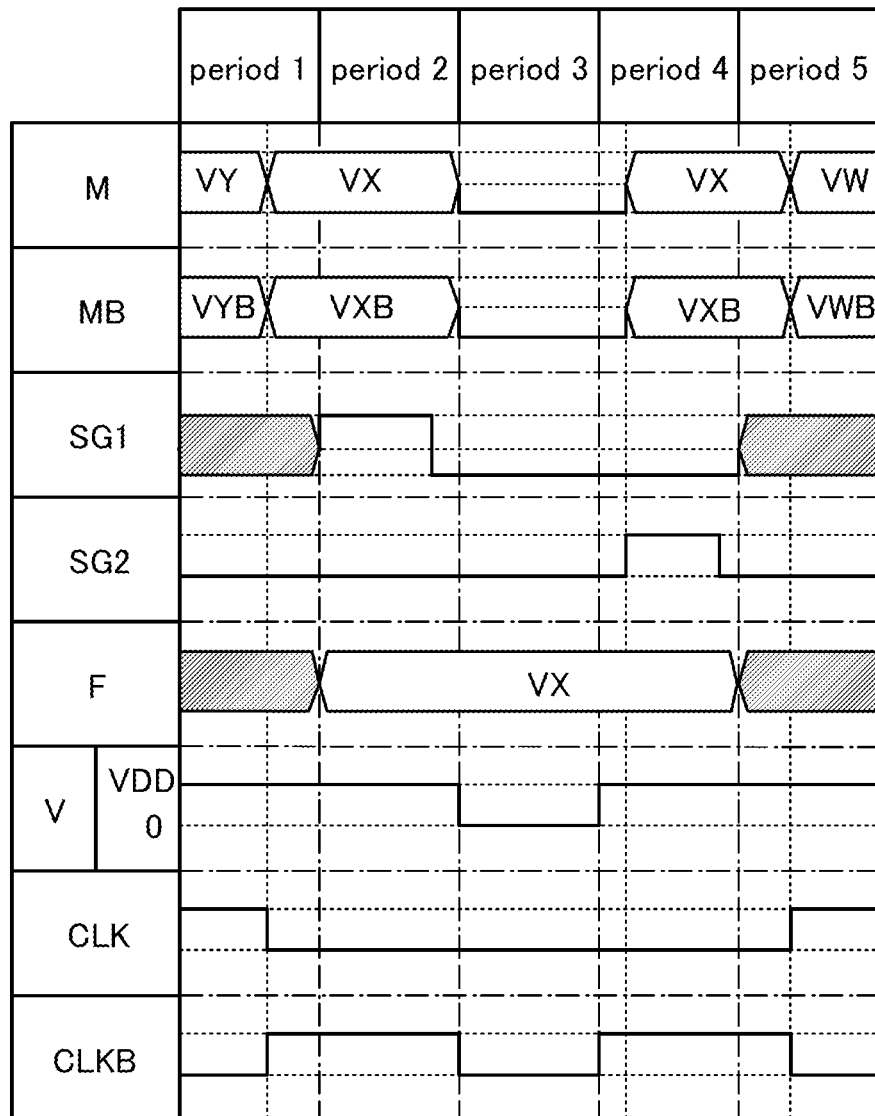 period 1 period 2 period 3 period 4 period 5
M VY VX VX VW
MB VYB VXB VXB VWB
SG1
SG2
F VX
V VDD
0
CLK
CLKB